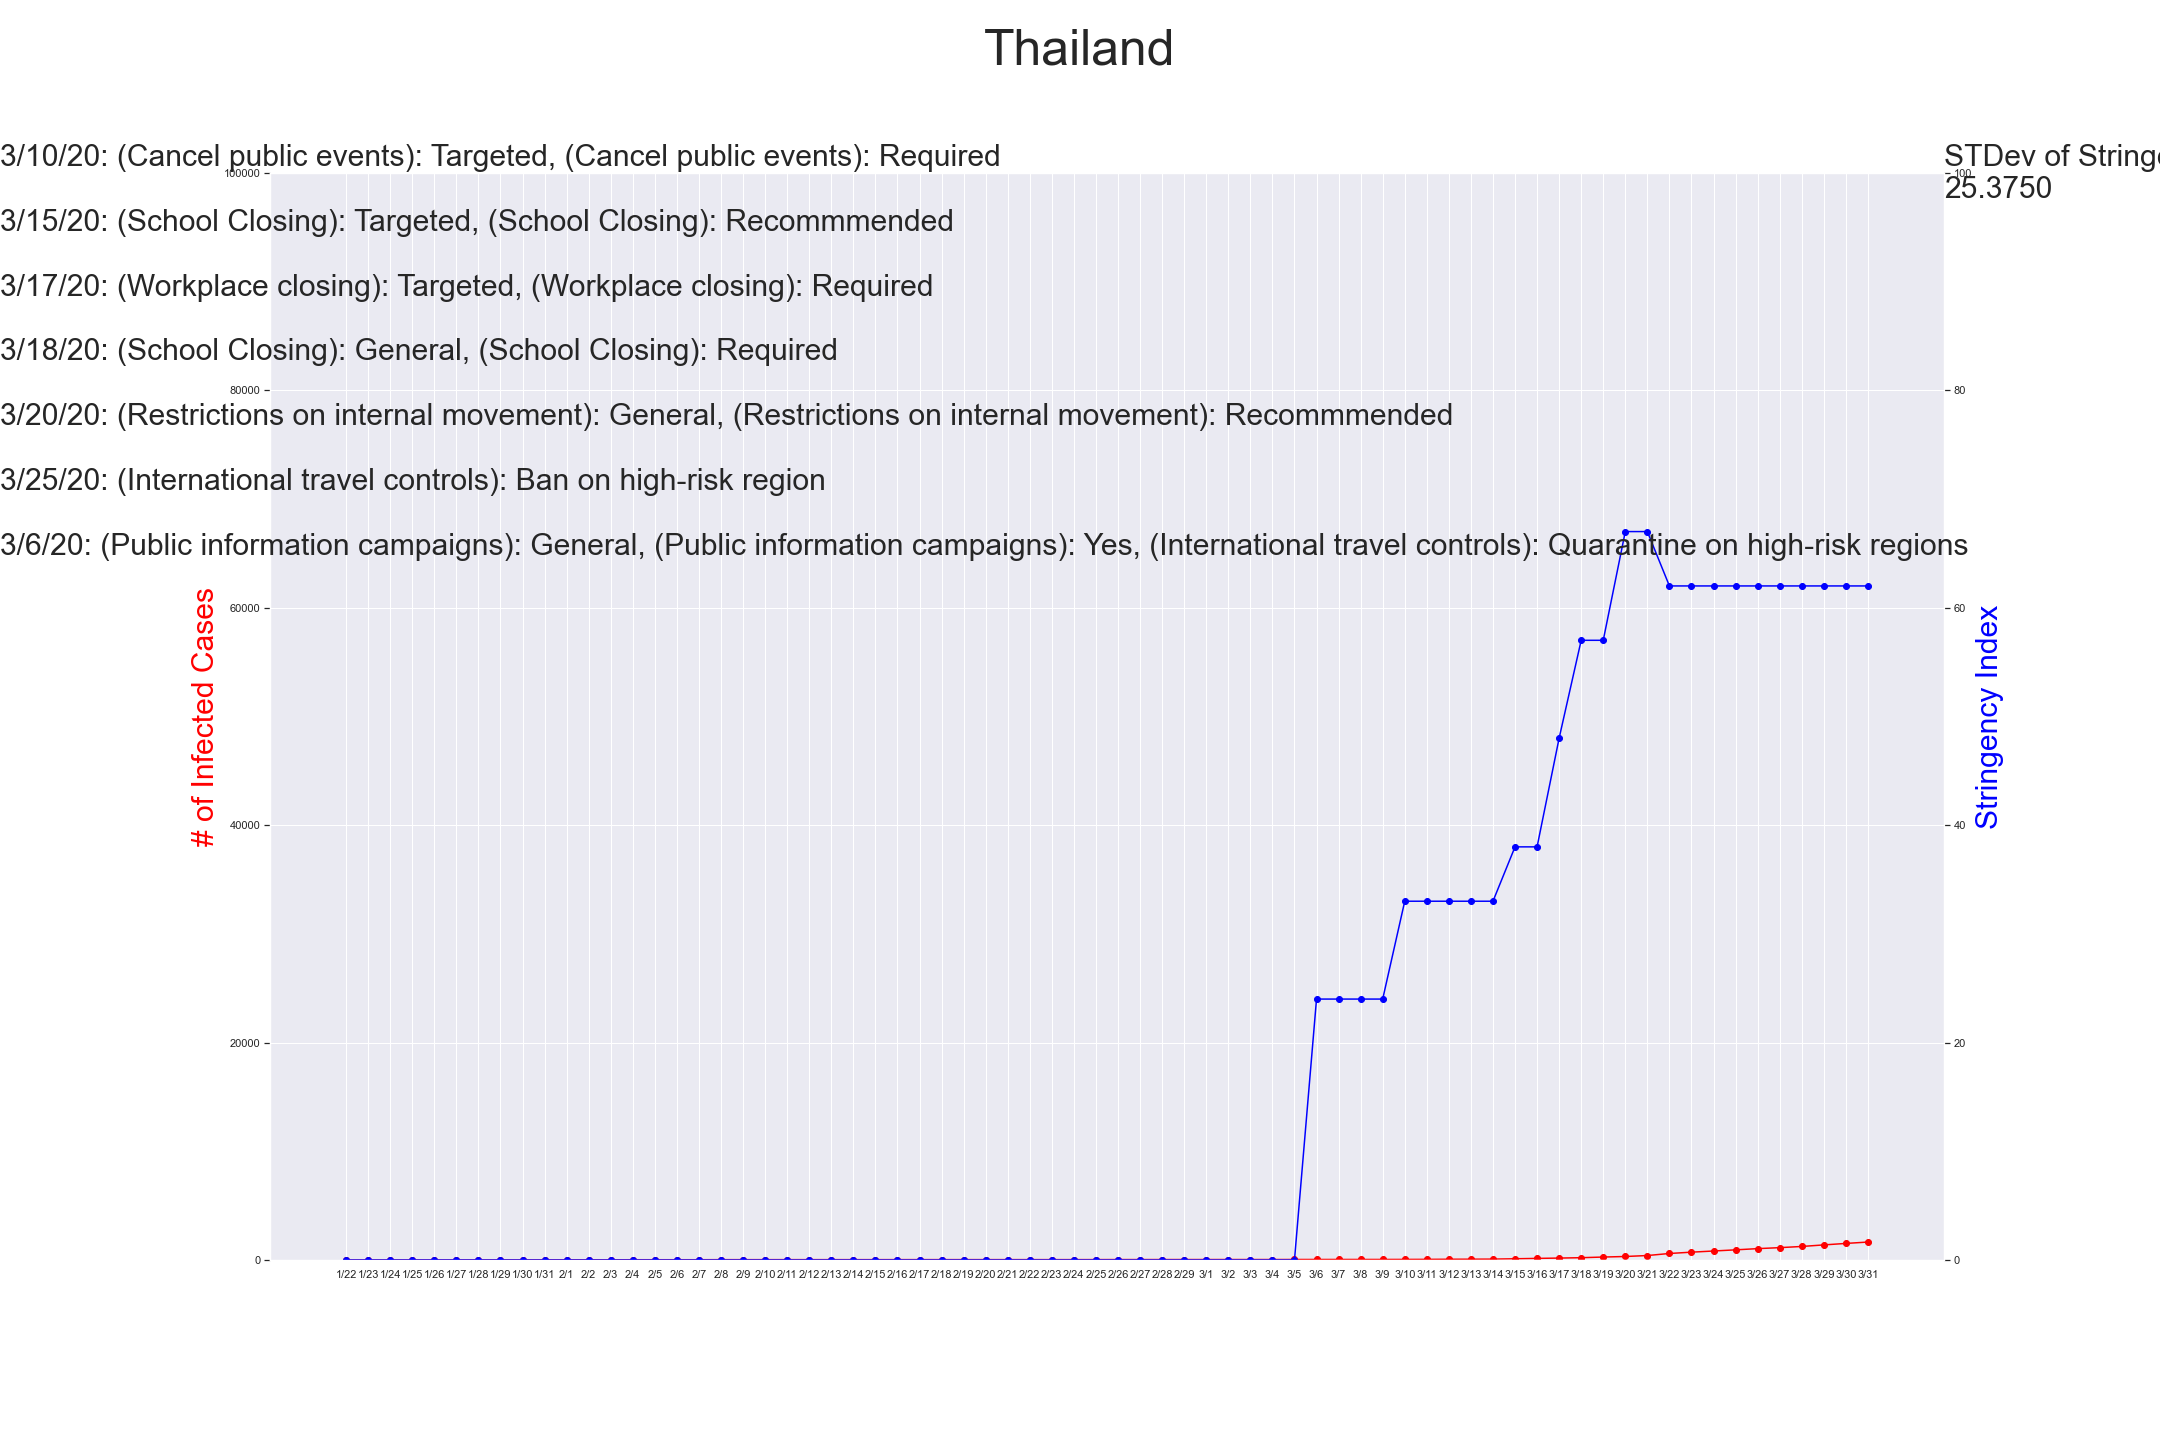 Thailand
3/10/20: (Cancel public events): Targeted, (Cancel public events): Required
STDev of Stringe
25.3750
3/15/20: (School Closing): Targeted, (School Closing): Recommmended
3/17/20: (Workplace closing): Targeted, (Workplace closing): Required
3/18/20: (School Closing): General, (School Closing): Required
3/20/20: (Restrictions on internal movement): General, (Restrictions on internal movement): Recommmended
3/25/20: (International travel controls): Ban on high-risk region
3/6/20: (Public information campaigns): General, (Public information campaigns): Yes, (International travel controls): Quarantine on high-risk regions
# of Infected Cases
100000
80000
60000
40000
20000
0
Stringency Index
100
80
60
40
20
0
1/22 1/23 1/24 1/25 1/26 1/27 1/28 1/29 1/30 1/31 2/1 2/2 2/3 2/4 2/5 2/6 2/7 2/8 2/9 2/10 2/11 2/12 2/13 2/14 2/15 2/16 2/17 2/18 2/19 2/20 2/21 2/22 2/23 2/24 2/25 2/26 2/27 2/28 2/29 3/1 3/2 3/3 3/4 3/5 3/6 3/7 3/8 3/9 3/10 3/11 3/12 3/13 3/14 3/15 3/16 3/17 3/18 3/19 3/20 3/21 3/22 3/23 3/24 3/25 3/26 3/27 3/28 3/29 3/30 3/31